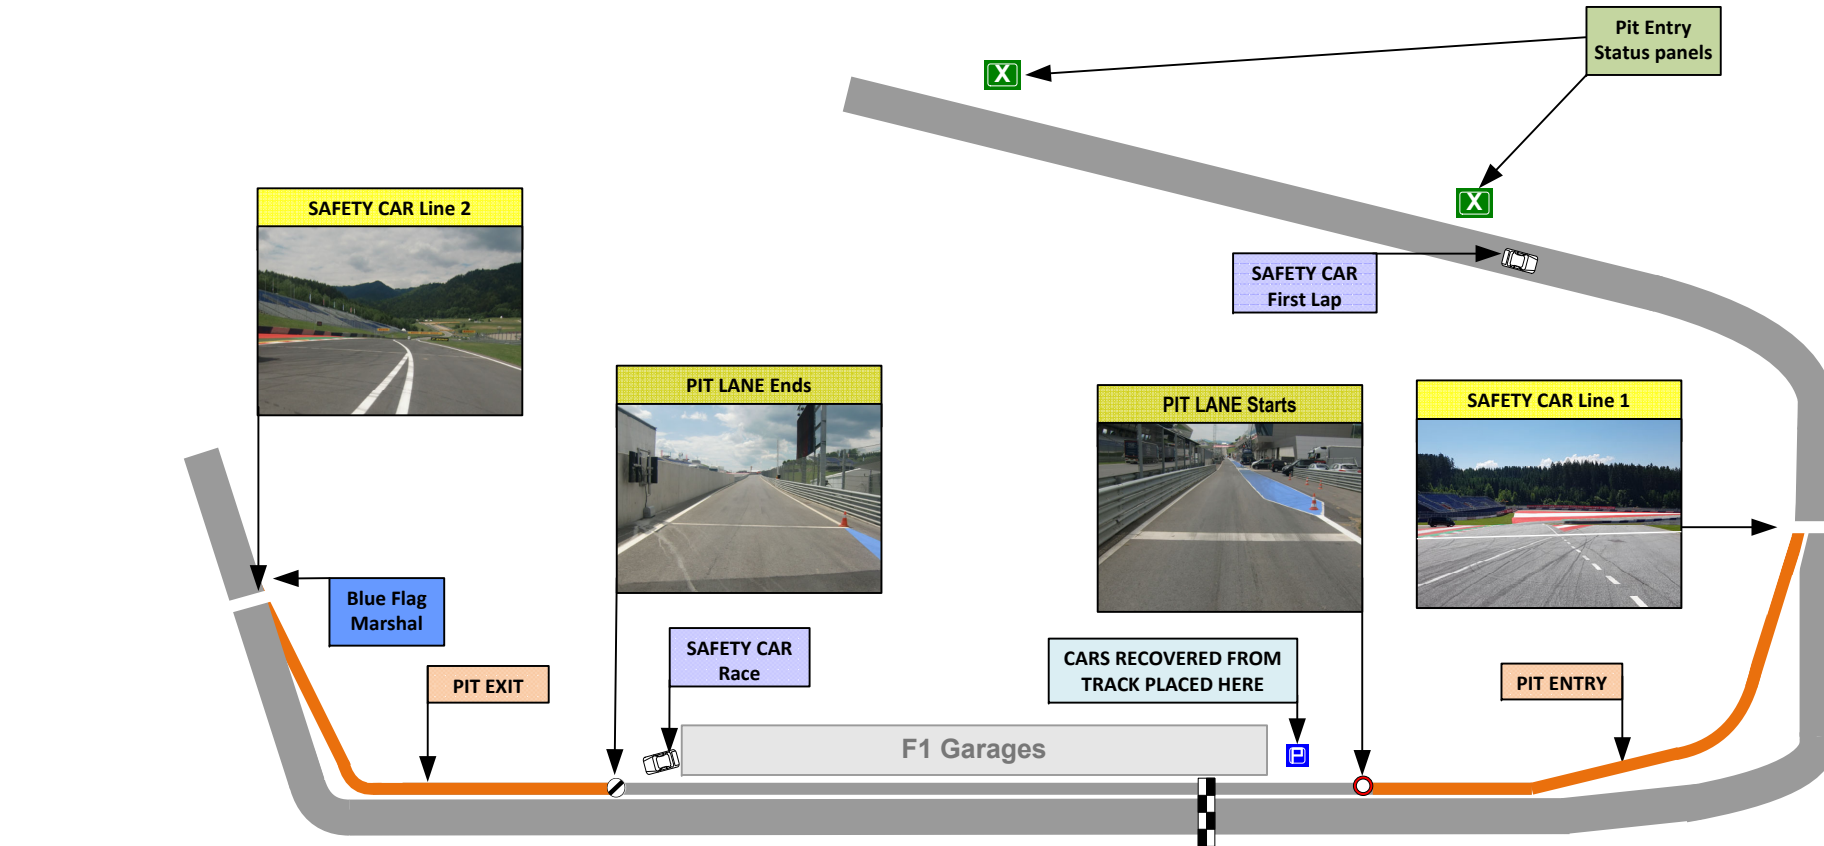 Pit Entry
Status panels
X
X
SAFETY CAR Line 2
SAFETY CAR
First Lap
PIT LANE Ends
PIT LANE Starts
SAFETY CAR Line 1
Blue Flag
Marshal
SAFETY CAR
Race
CARS RECOVERED FROM
TRACK PLACED HERE
PIT EXIT
PIT ENTRY
F1 Garages
P